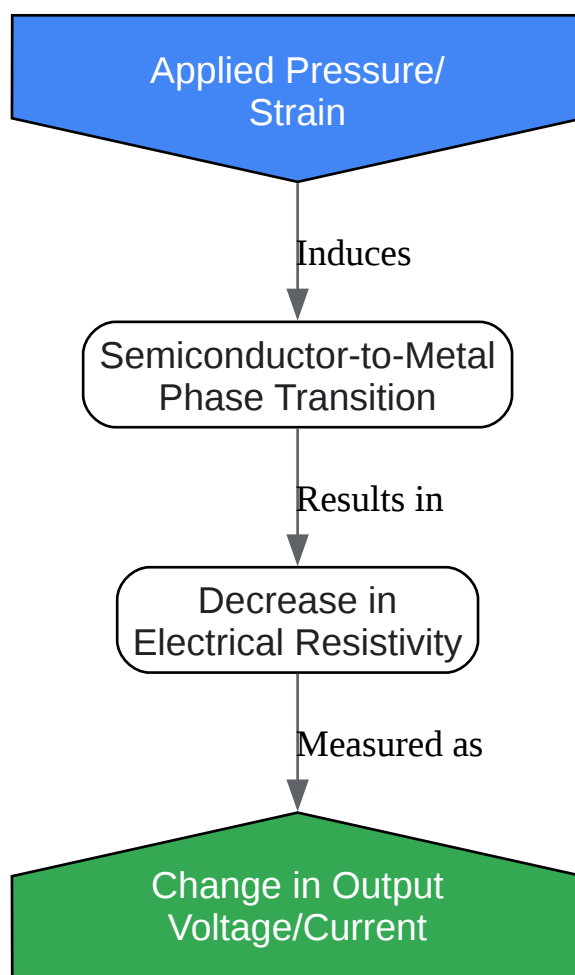 Applied Pressure/
Strain
Induces
Semiconductor-to-Metal
Phase Transition
Results in
Decrease in
Electrical Resistivity
Measured as
Change in Output
Voltage/Current